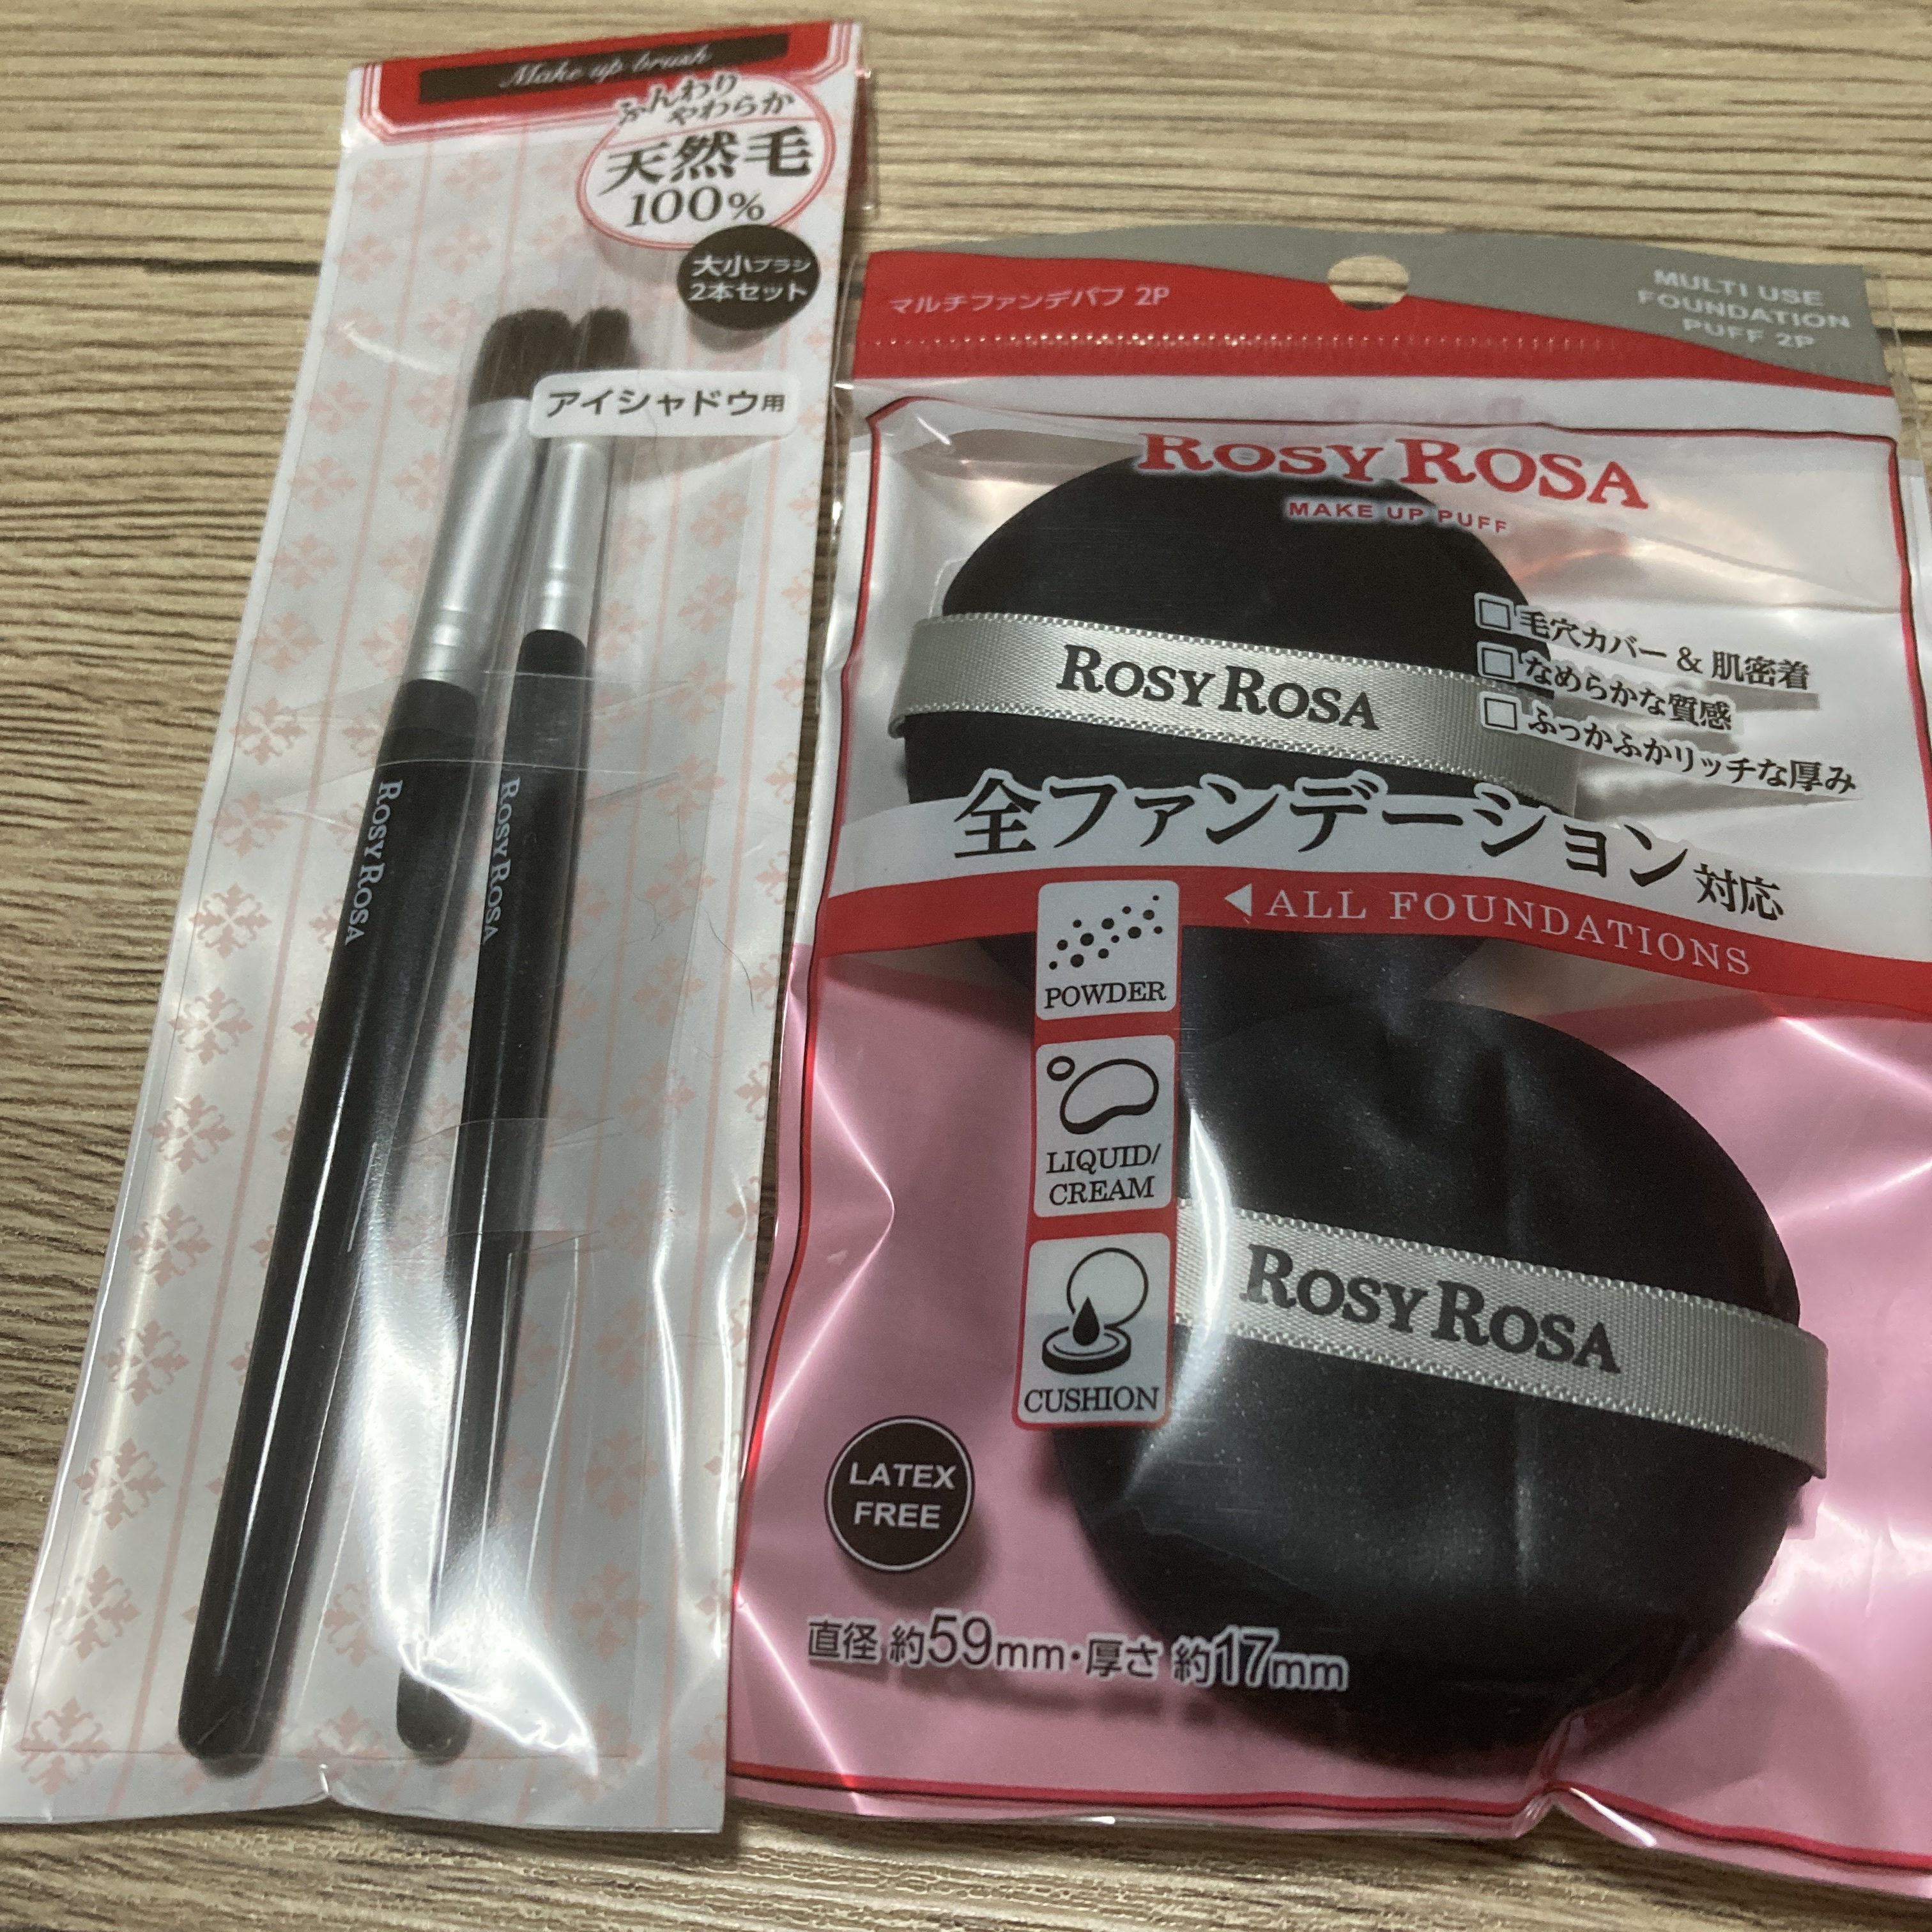 Make up brush
ふんわり
やわらか
天然毛
100%
大小ブラシ
2本セット
アイシャドウ用
ROSY ROSA
ROSY ROSA
マルチファンデパフ 2P
MULTI USE
FOUNDATION
PUFF 2P
ROSY ROSA
MAKE UP PUFF
ROSY ROSA
毛穴カバー & 肌密着
なめらかな質感
ふっかふかリッチな厚み
全ファンデーション対応
ALL FOUNDATIONS
POWDER
LIQUID/
CREAM
CUSHION
ROSY ROSA
LATEX
FREE
直径 約59mm・厚さ 約17mm